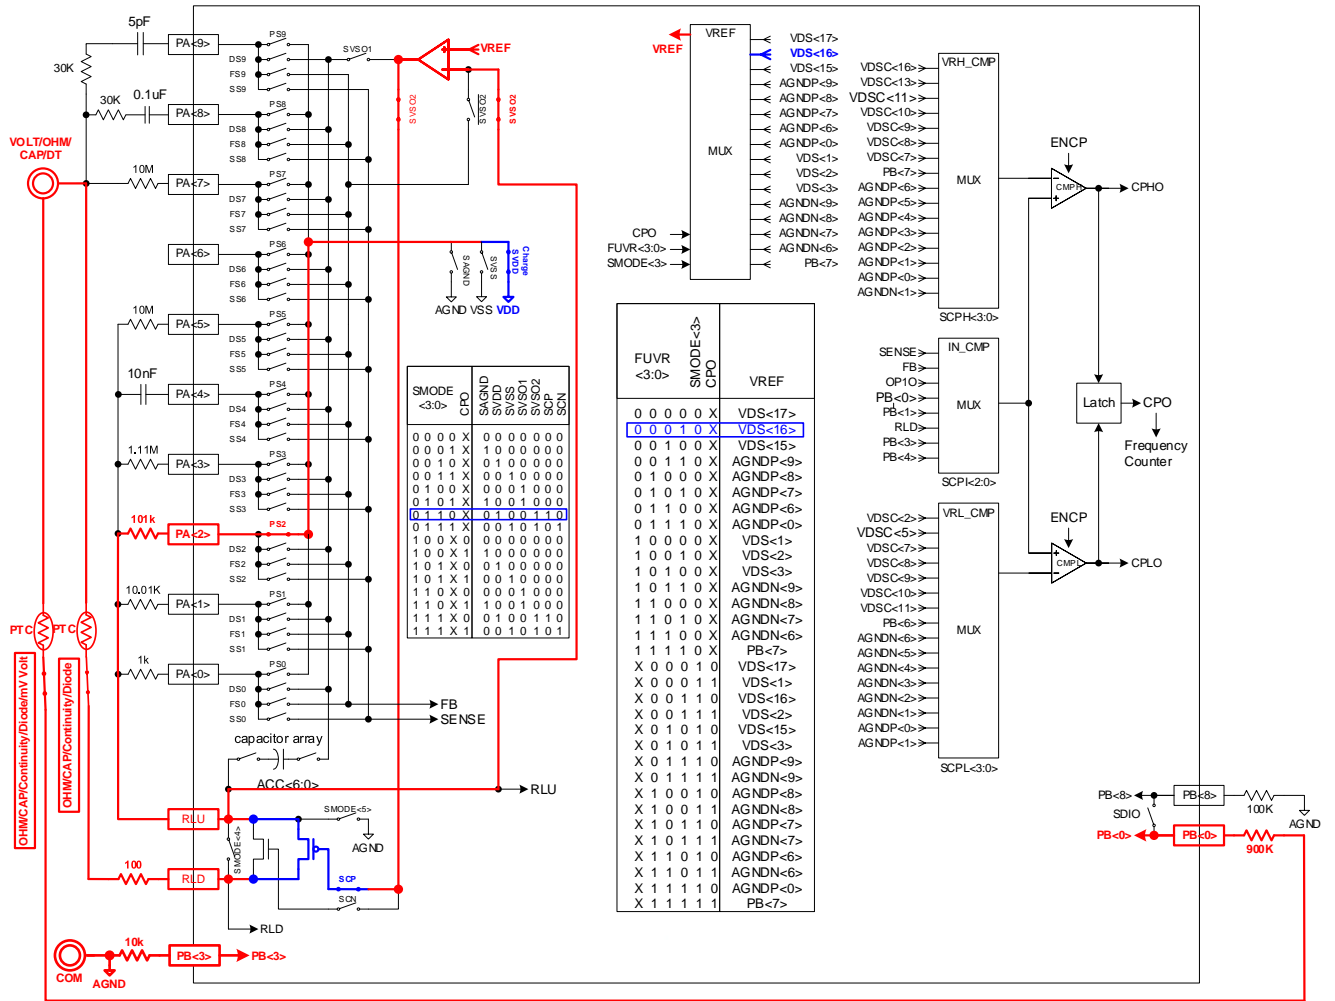 5pF
30K
30K
0.1uF
VOLT/OHM/
CAP/DT
10M
10M
10nF
1.11M
101k
10.01K
1k
PTC
PTC
OHM/CAP/Continuity/Diode/mV Volt
OHM/CAP/Continuity/Diode
100
10k
COM
AGND
PA<9>
PA<8>
PA<7>
PA<6>
PA<5>
PA<4>
PA<3>
PA<2>
PA<1>
PA<0>
RLU
RLD
PB<3>
PB<3>
PS9
DS9
FS9
SS9
PS8
DS8
FS8
SS8
PS7
DS7
FS7
SS7
PS6
DS6
FS6
SS6
PS5
DS5
FS5
SS5
PS4
DS4
FS4
SS4
PS3
DS3
FS3
SS3
PS2
DS2
FS2
SS2
PS1
DS1
FS1
SS1
PS0
DS0
FS0
SS0
SVSO1
VREF
SVSO2
SVSO2
SVSO2
SAGND
SVSS
SVDD
Charge
AGND VSS VDD
FB
SENSE
capacitor array
ACC<6:0>
RLU
SMODE<5>
AGND
SMODE<4>
SCP
SCN
RLD
SMODE
<3:0>
CPO
SAGND
SVDD
SVSS
SVSO1
SVSO2
SCP
SCN
0 0 0 0 X 0 0 0 0 0 0 0
0 0 0 1 X 1 0 0 0 0 0 0
0 0 1 0 X 0 1 0 0 0 0 0
0 0 1 1 X 0 0 1 0 0 0 0
0 1 0 0 X 0 0 0 1 0 0 0
0 1 0 1 X 1 0 0 1 0 0 0
0 1 1 0 X 0 1 0 0 1 1 0
0 1 1 1 X 0 0 1 0 1 0 1
1 0 0 X 0 0 0 0 0 0 0 0
1 0 0 X 1 1 0 0 0 0 0 0
1 0 1 X 0 0 1 0 0 0 0 0
1 0 1 X 1 0 0 1 0 0 0 0
1 1 0 X 0 0 0 0 1 0 0 0
1 1 0 X 1 1 0 0 1 0 0 0
1 1 1 X 0 0 1 0 0 1 1 0
1 1 1 X 1 0 0 1 0 1 0 1
VREF
VREF
MUX
VDS<17>
VDS<16>
VDS<15>
AGNDP<9>
AGNDP<8>
AGNDP<7>
AGNDP<6>
AGNDP<0>
VDS<1>
VDS<2>
VDS<3>
AGNDN<9>
AGNDN<8>
AGNDN<7>
AGNDN<6>
PB<7>
CPO
FUVR<3:0>
SMODE<3>
FUVR
<3:0>
SMODE<3>
CPO
VREF
0 0 0 0 0 X VDS<17>
0 0 0 1 0 X VDS<16>
0 0 1 0 0 X VDS<15>
0 0 1 1 0 X AGNDP<9>
0 1 0 0 0 X AGNDP<8>
0 1 0 1 0 X AGNDP<7>
0 1 1 0 0 X AGNDP<6>
0 1 1 1 0 X AGNDP<0>
1 0 0 0 0 X VDS<1>
1 0 0 1 0 X VDS<2>
1 0 1 0 0 X VDS<3>
1 0 1 1 0 X AGNDN<9>
1 1 0 0 0 X AGNDN<8>
1 1 0 1 0 X AGNDN<7>
1 1 1 0 0 X AGNDN<6>
1 1 1 1 0 X PB<7>
X 0 0 0 1 0 VDS<17>
X 0 0 0 1 1 VDS<1>
X 0 0 1 1 0 VDS<16>
X 0 0 1 1 1 VDS<2>
X 0 1 0 1 0 VDS<15>
X 0 1 0 1 1 VDS<3>
X 0 1 1 1 0 AGNDP<9>
X 0 1 1 1 1 AGNDN<9>
X 1 0 0 1 0 AGNDP<8>
X 1 0 0 1 1 AGNDN<8>
X 1 0 1 1 0 AGNDP<7>
X 1 0 1 1 1 AGNDN<7>
X 1 1 0 1 0 AGNDP<6>
X 1 1 0 1 1 AGNDN<6>
X 1 1 1 1 0 AGNDP<0>
X 1 1 1 1 1 PB<7>
VRH_CMP
MUX
VDSC<16>
VDSC<13>
VDSC<11>
VDSC<10>
VDSC<9>
VDSC<8>
VDSC<7>
PB<7>
AGNDP<6>
AGNDP<5>
AGNDP<4>
AGNDP<3>
AGNDP<2>
AGNDP<1>
AGNDP<0>
AGNDN<1>
SCPH<3:0>
IN_CMP
MUX
SENSE
FB
OP1O
PB<0>
PB<1>
RLD
PB<3>
PB<4>
SCPI<2:0>
VRL_CMP
MUX
VDSC<2>
VDSC<5>
VDSC<7>
VDSC<8>
VDSC<9>
VDSC<10>
VDSC<11>
PB<6>
AGNDN<6>
AGNDN<5>
AGNDN<4>
AGNDN<3>
AGNDN<2>
AGNDN<1>
AGNDP<0>
AGNDP<1>
SCPL<3:0>
ENCP
CMPH
CPHO
Latch
CPO
Frequency
Counter
ENCP
CMPL
CPLO
PB<8>
PB<8>
100K
AGND
SDIO
PB<0>
PB<0>
900K